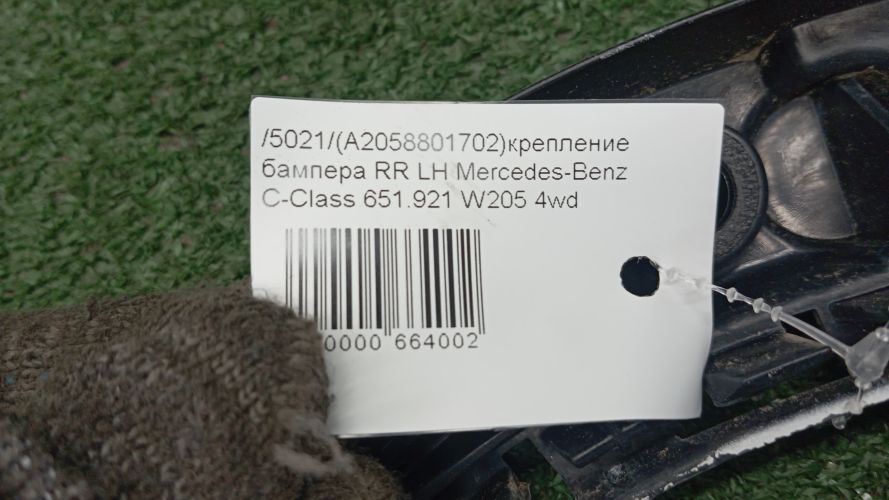 /5021/(A2058801702)крепление
бампера RR LH Mercedes-Benz
C-Class 651.921 W205 4wd
0000 664002